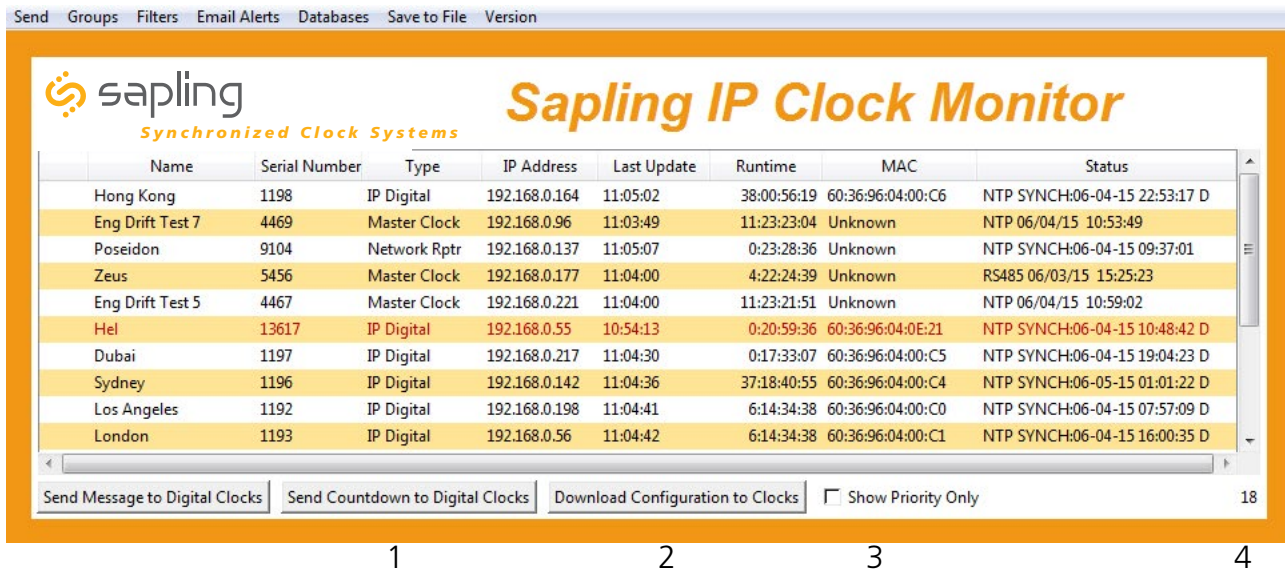 Send Groups Filters Email Alerts Databases Save to File Version
sapling
Synchronized Clock Systems
Sapling IP Clock Monitor
Name Serial Number Type IP Address Last Update Runtime MAC Status
Hong Kong 1198 IP Digital 192.168.0.164 11:05:02 38:00:56:19 60:36:96:04:00:C6 NTP SYNCH:06-04-15 22:53:17 D
Eng Drift Test 7 4469 Master Clock 192.168.0.96 11:03:49 11:23:23:04 Unknown NTP 06/04/15 10:53:49
Poseidon 9104 Network Rptr 192.168.0.137 11:05:07 0:23:28:36 Unknown NTP SYNCH:06-04-15 09:37:01
Zeus 5456 Master Clock 192.168.0.177 11:04:00 4:22:24:39 Unknown RS485 06/03/15 15:25:23
Eng Drift Test 5 4467 Master Clock 192.168.0.221 11:04:00 11:23:21:51 Unknown NTP 06/04/15 10:59:02
Hel 13617 IP Digital 192.168.0.55 10:54:13 0:20:59:36 60:36:96:04:0E:21 NTP SYNCH:06-04-15 10:48:42 D
Dubai 1197 IP Digital 192.168.0.217 11:04:30 0:17:33:07 60:36:96:04:00:C5 NTP SYNCH:06-04-15 19:04:23 D
Sydney 1196 IP Digital 192.168.0.142 11:04:36 37:18:40:55 60:36:96:04:00:C4 NTP SYNCH:06-05-15 01:01:22 D
Los Angeles 1192 IP Digital 192.168.0.198 11:04:41 6:14:34:38 60:36:96:04:00:C0 NTP SYNCH:06-04-15 07:57:09 D
London 1193 IP Digital 192.168.0.56 11:04:42 6:14:34:38 60:36:96:04:00:C1 NTP SYNCH:06-04-15 16:00:35 D
Send Message to Digital Clocks Send Countdown to Digital Clocks Download Configuration to Clocks Show Priority Only 18
1 2 3 4